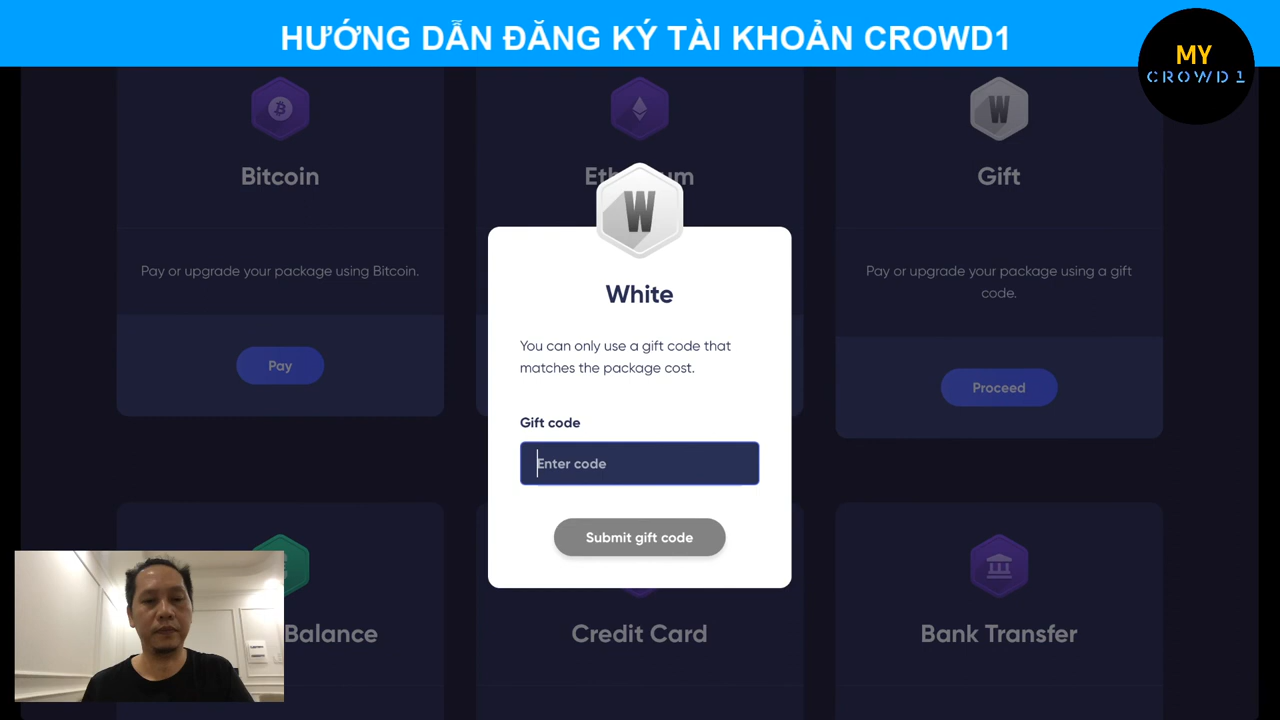 HƯỚNG DẪN ĐĂNG KÝ TÀI KHOẢN CROWD1
MY
CROWD1
Bitcoin
Gift
Pay or upgrade your package using Bitcoin.
Pay or upgrade your package using a gift
code.
Pay
Proceed
W
W
White
You can only use a gift code that
matches the package cost.
Gift code
Enter code
Submit gift code
Balance
Credit Card
Bank Transfer